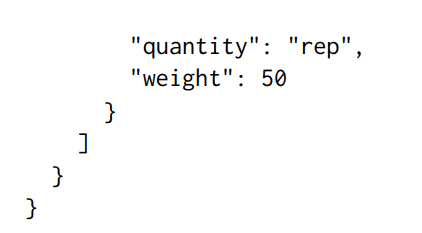 "quantity": "rep",
        "weight": 50
      }
    ]
  }
}